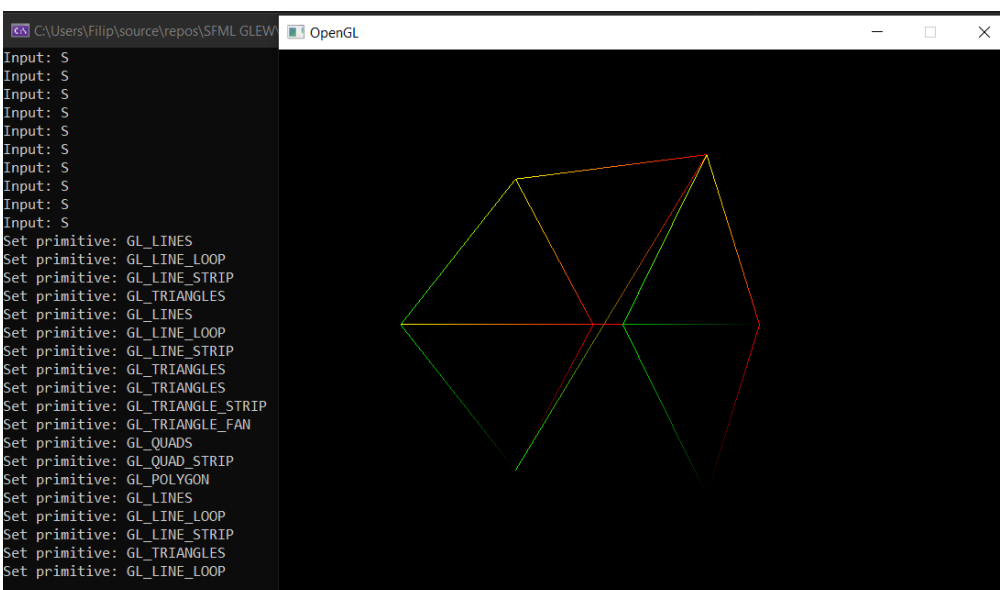 C:\Users\Filip\source\repos\SFML GLEW\
OpenGL
Input: S
Input: S
Input: S
Input: S
Input: S
Input: S
Input: S
Input: S
Input: S
Input: S
Set primitive: GL_LINES
Set primitive: GL_LINE_LOOP
Set primitive: GL_LINE_STRIP
Set primitive: GL_TRIANGLES
Set primitive: GL_LINES
Set primitive: GL_LINE_LOOP
Set primitive: GL_LINE_STRIP
Set primitive: GL_TRIANGLES
Set primitive: GL_TRIANGLES
Set primitive: GL_TRIANGLE_STRIP
Set primitive: GL_TRIANGLE_FAN
Set primitive: GL_QUADS
Set primitive: GL_QUAD_STRIP
Set primitive: GL_POLYGON
Set primitive: GL_LINES
Set primitive: GL_LINE_LOOP
Set primitive: GL_LINE_STRIP
Set primitive: GL_TRIANGLES
Set primitive: GL_LINE_LOOP